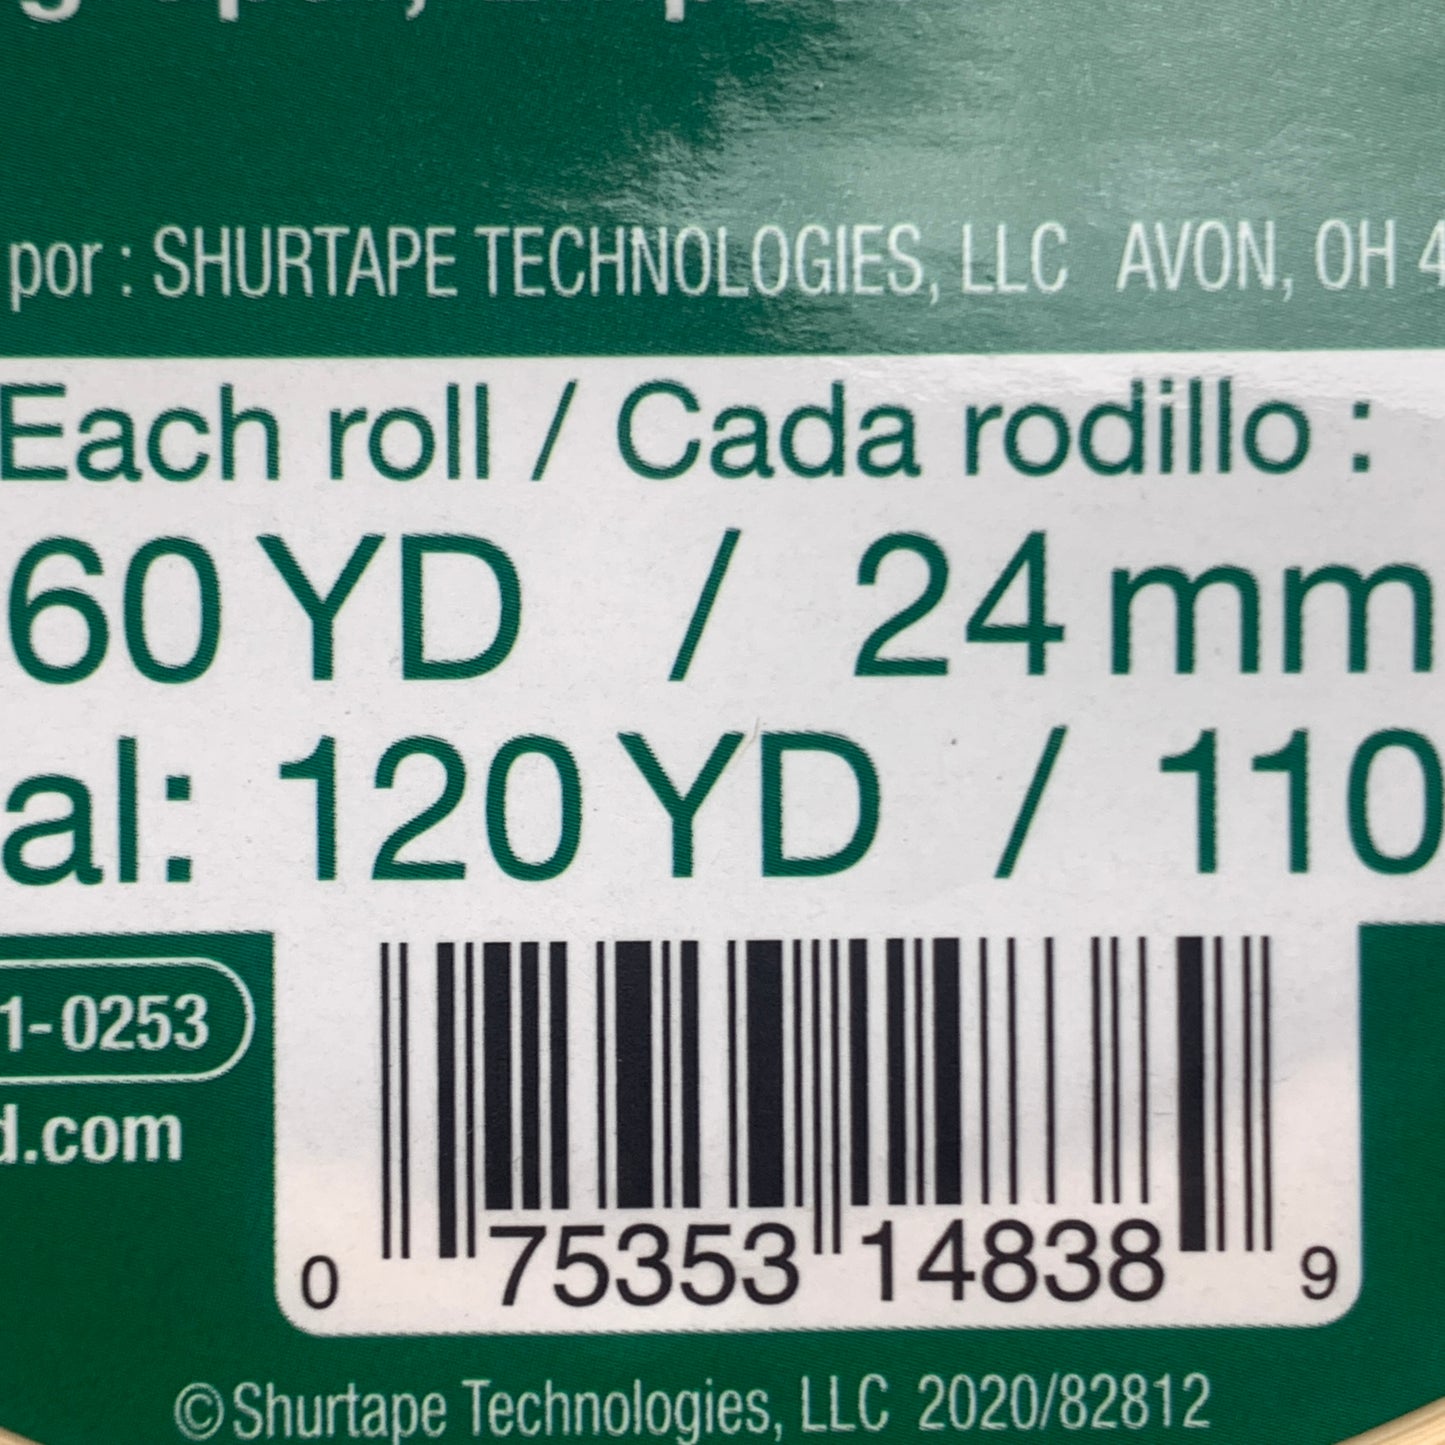 por : SHURTAPE TECHNOLOGIES, LLC AVON, OH 4
Each roll / Cada rodillo :
60 YD / 24 mm
al: 120 YD / 110
1-0253
d.com
0 75353 14838 9
©Shurtape Technologies, LLC 2020/82812